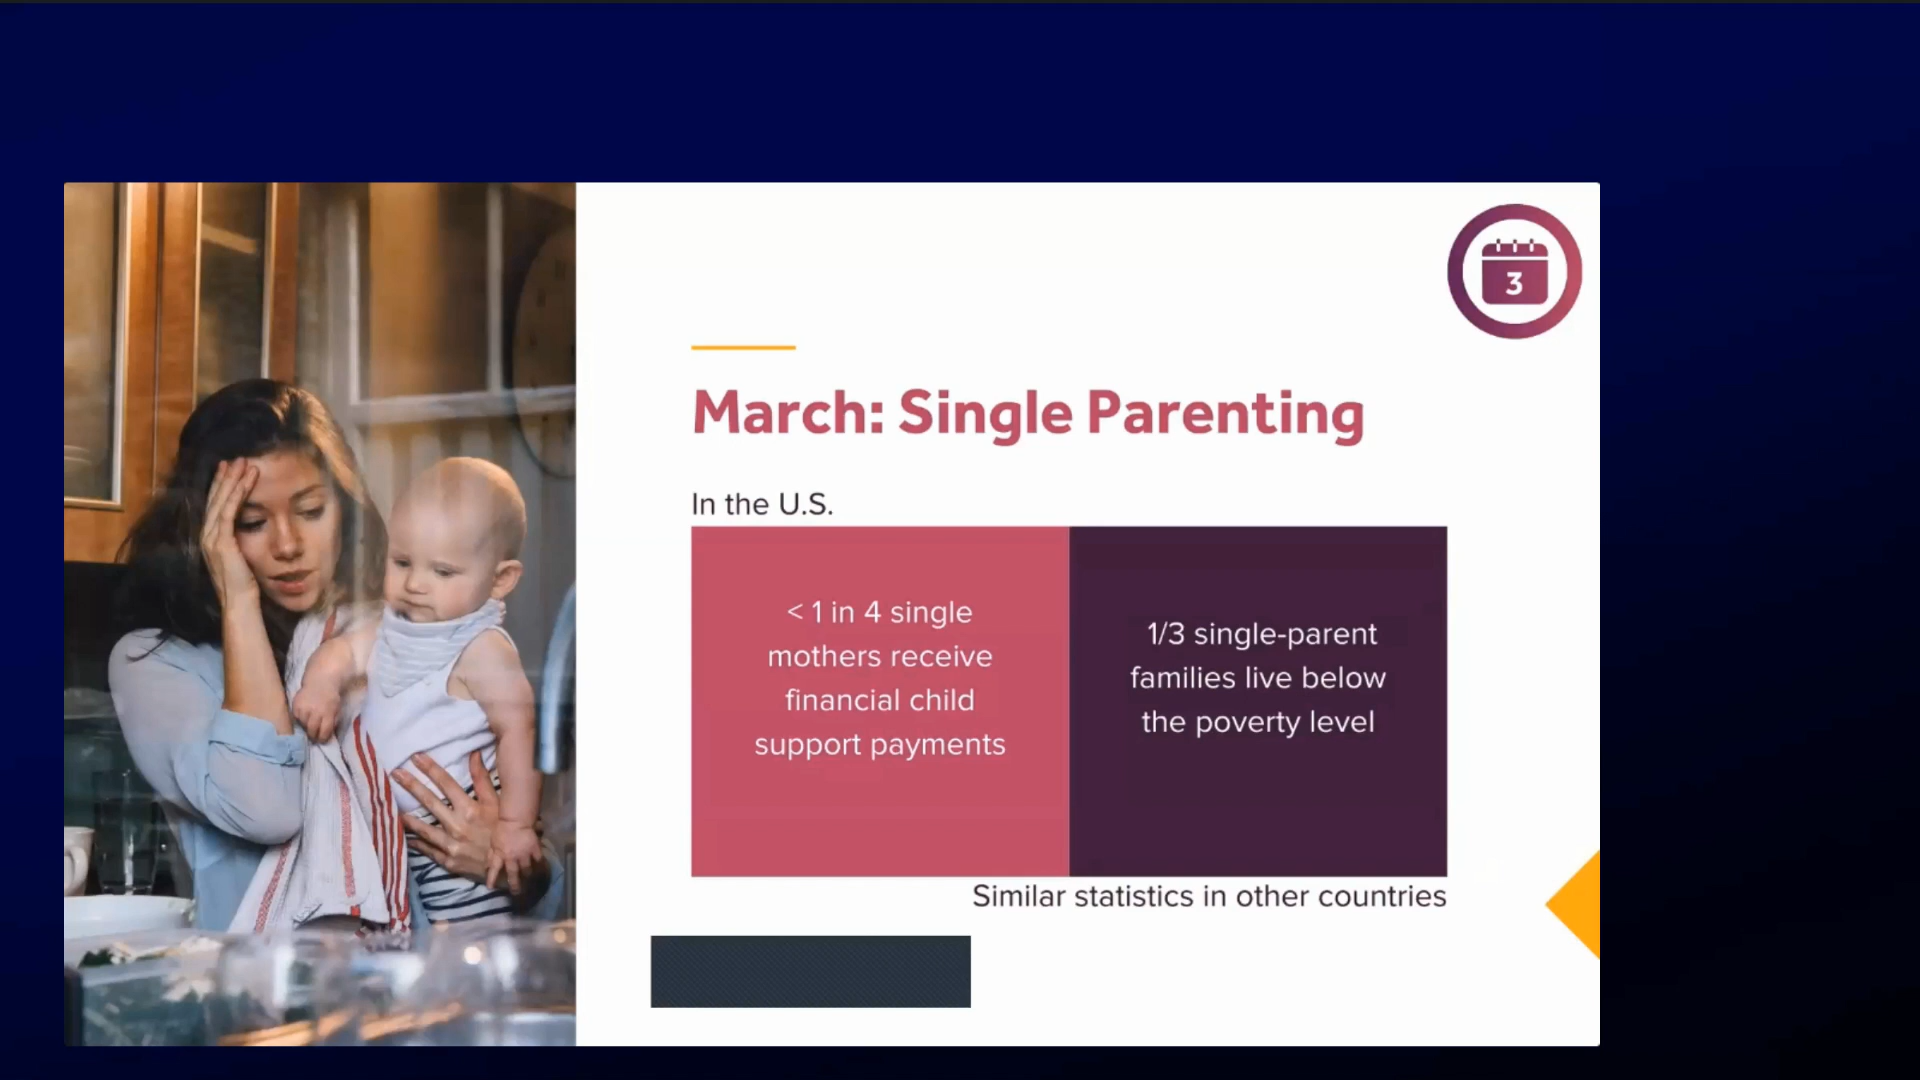 3
March: Single Parenting
In the U.S.
< 1 in 4 single
mothers receive
financial child
support payments
1/3 single-parent
families live below
the poverty level
Similar statistics in other countries